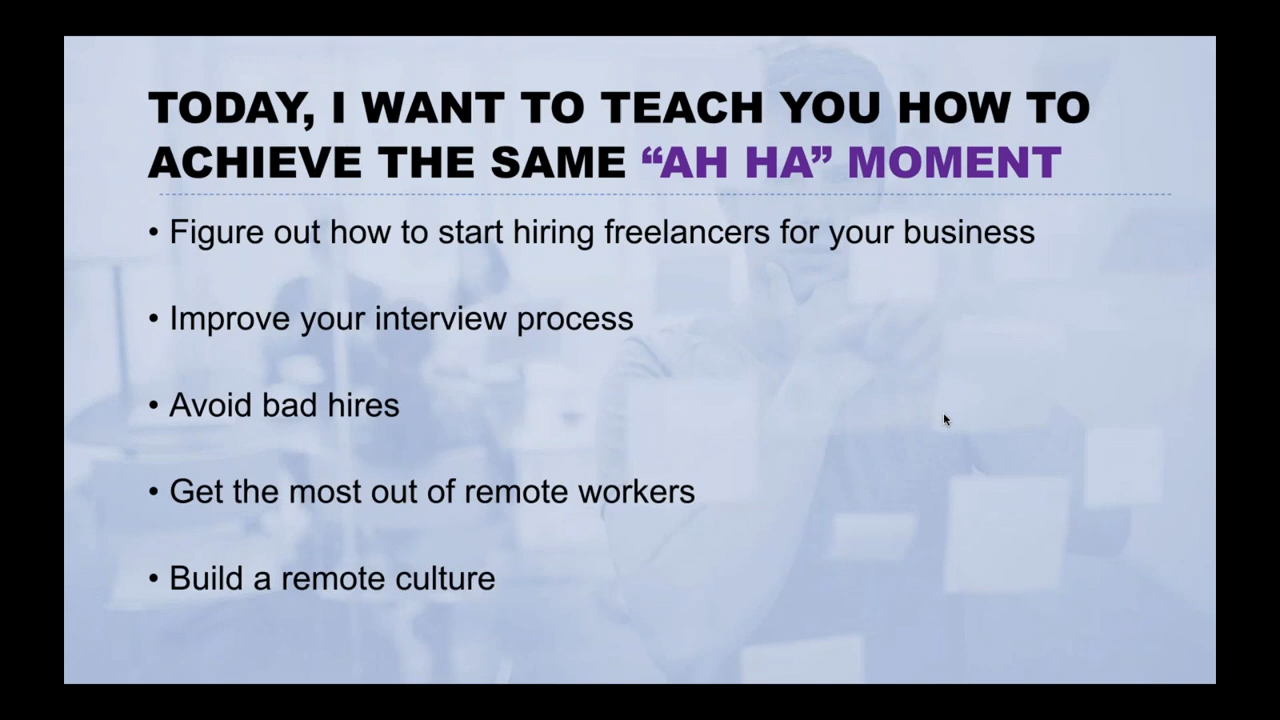 TODAY, I WANT TO TEACH YOU HOW TO
ACHIEVE THE SAME “AH HA” MOMENT
• Figure out how to start hiring freelancers for your business
• Improve your interview process
• Avoid bad hires
• Get the most out of remote workers
• Build a remote culture